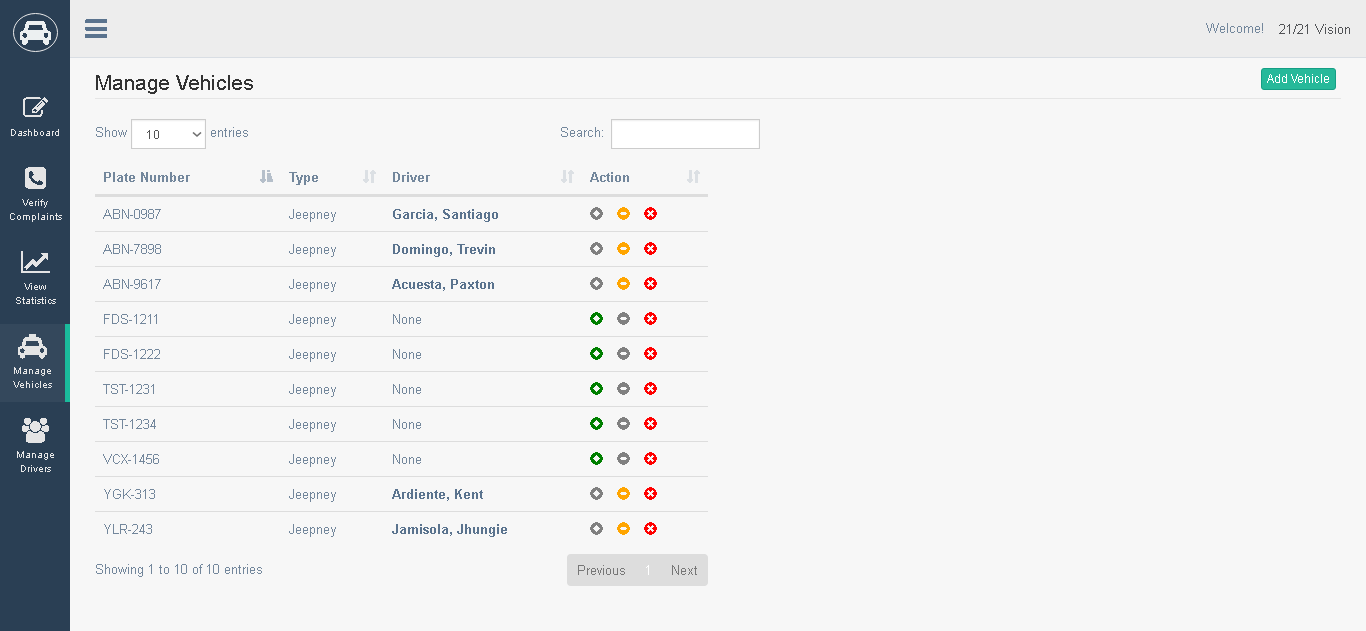 Welcome! 21/21 Vision
Manage Vehicles
Add Vehicle
Dashboard
Verify
Complaints
View
Statistics
Manage
Vehicles
Manage
Drivers
Show 10 entries
Search:
Plate Number Type Driver Action
ABN-0987 Jeepney Garcia, Santiago
ABN-7898 Jeepney Domingo, Trevin
ABN-9617 Jeepney Acuesta, Paxton
FDS-1211 Jeepney None
FDS-1222 Jeepney None
TST-1231 Jeepney None
TST-1234 Jeepney None
VCX-1456 Jeepney None
YGK-313 Jeepney Ardiente, Kent
YLR-243 Jeepney Jamisola, Jhungie
Showing 1 to 10 of 10 entries
Previous 1 Next